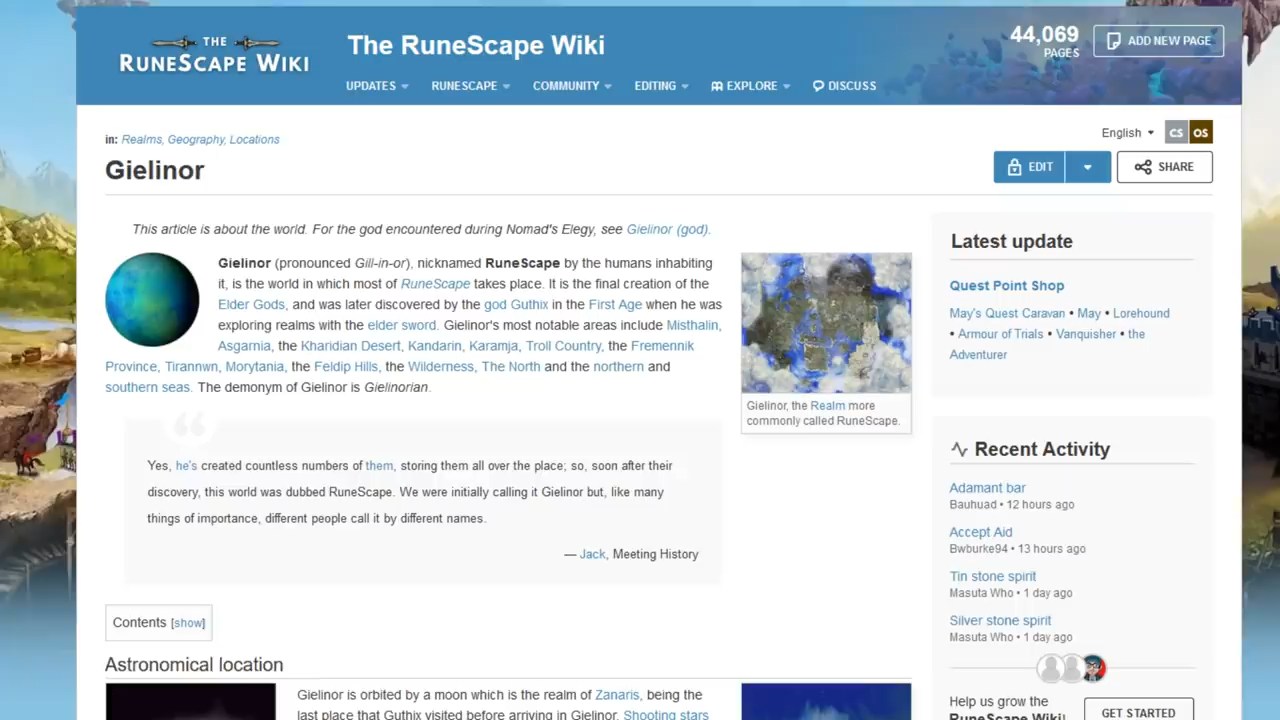 THE
RUNESCAPE WIKI
The RuneScape Wiki
44,069
PAGES
ADD NEW PAGE
UPDATES
RUNESCAPE
COMMUNITY
EDITING
EXPLORE
DISCUSS
in: Realms, Geography, Locations
English
CS
OS
Gielinor
EDIT
SHARE
This article is about the world. For the god encountered during Nomad's Elegy, see Gielinor (god).
Gielinor (pronounced Gill-in-or), nicknamed RuneScape by the humans inhabiting
it, is the world in which most of RuneScape takes place. It is the final creation of the
Elder Gods, and was later discovered by the god Guthix in the First Age when he was
exploring realms with the elder sword. Gielinor's most notable areas include Misthalin,
Asgarnia, the Kharidian Desert, Kandarin, Karamja, Troll Country, the Fremennik
Province, Tirannwn, Morytania, the Feldip Hills, the Wilderness, The North and the northern and
southern seas. The demonym of Gielinor is Gielinorian.
Gielinor, the Realm more
commonly called RuneScape.
Yes, he's created countless numbers of them, storing them all over the place; so, soon after their
discovery, this world was dubbed RuneScape. We were initially calling it Gielinor but, like many
things of importance, different people call it by different names.
— Jack, Meeting History
Contents [show]
Astronomical location
Gielinor is orbited by a moon which is the realm of Zanaris, being the
last place that Guthix visited before arriving in Gielinor. Shooting stars
Latest update
Quest Point Shop
May's Quest Caravan • May • Lorehound
• Armour of Trials • Vanquisher • the
Adventurer
Recent Activity
Adamant bar
Bauhuad • 12 hours ago
Accept Aid
Bwburke94 • 13 hours ago
Tin stone spirit
Masuta Who • 1 day ago
Silver stone spirit
Masuta Who • 1 day ago
Help us grow the
RuneScape Wiki!
GET STARTED